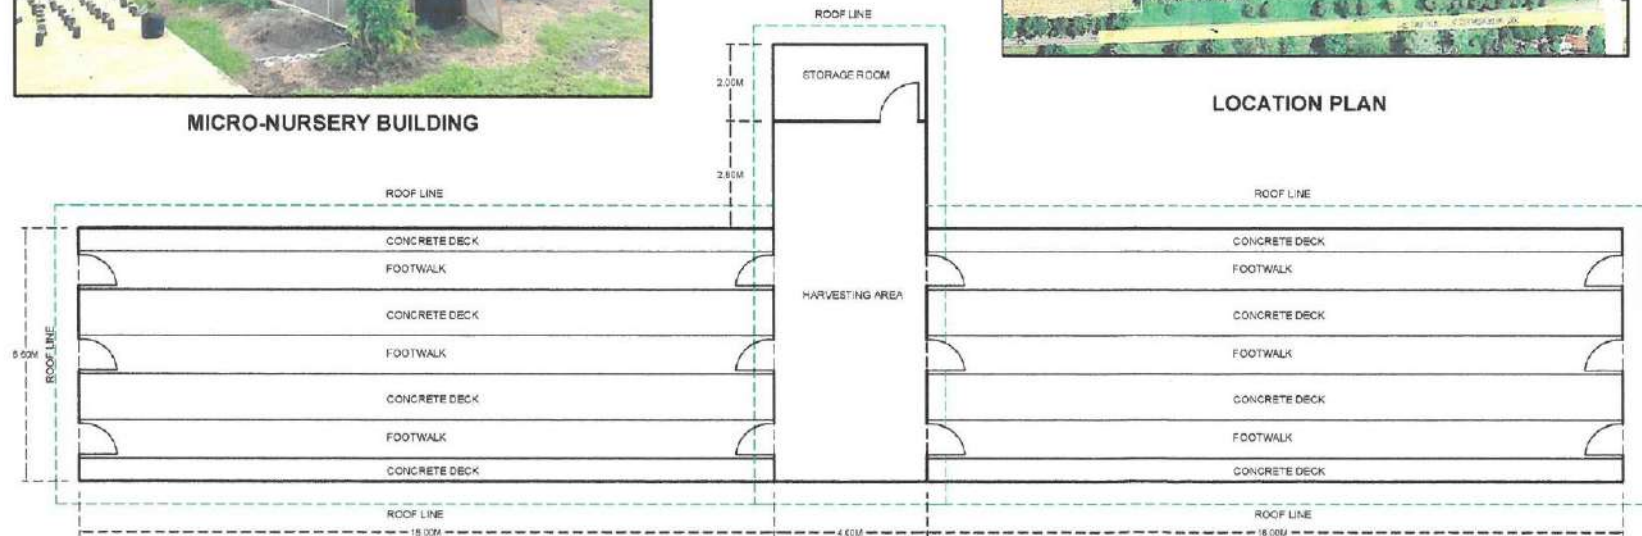 ROOF LINE
STORAGE ROOM
2.00M
LOCATION PLAN
MICRO-NURSERY BUILDING
2.80M
ROOF LINE
ROOF LINE
CONCRETE DECK
CONCRETE DECK
FOOTWALK
FOOTWALK
HARVESTING AREA
CONCRETE DECK
CONCRETE DECK
6.60M
ROOF LINE
FOOTWALK
FOOTWALK
CONCRETE DECK
CONCRETE DECK
FOOTWALK
FOOTWALK
CONCRETE DECK
CONCRETE DECK
ROOF LINE
ROOF LINE
18.00M
4.00M
18.00M